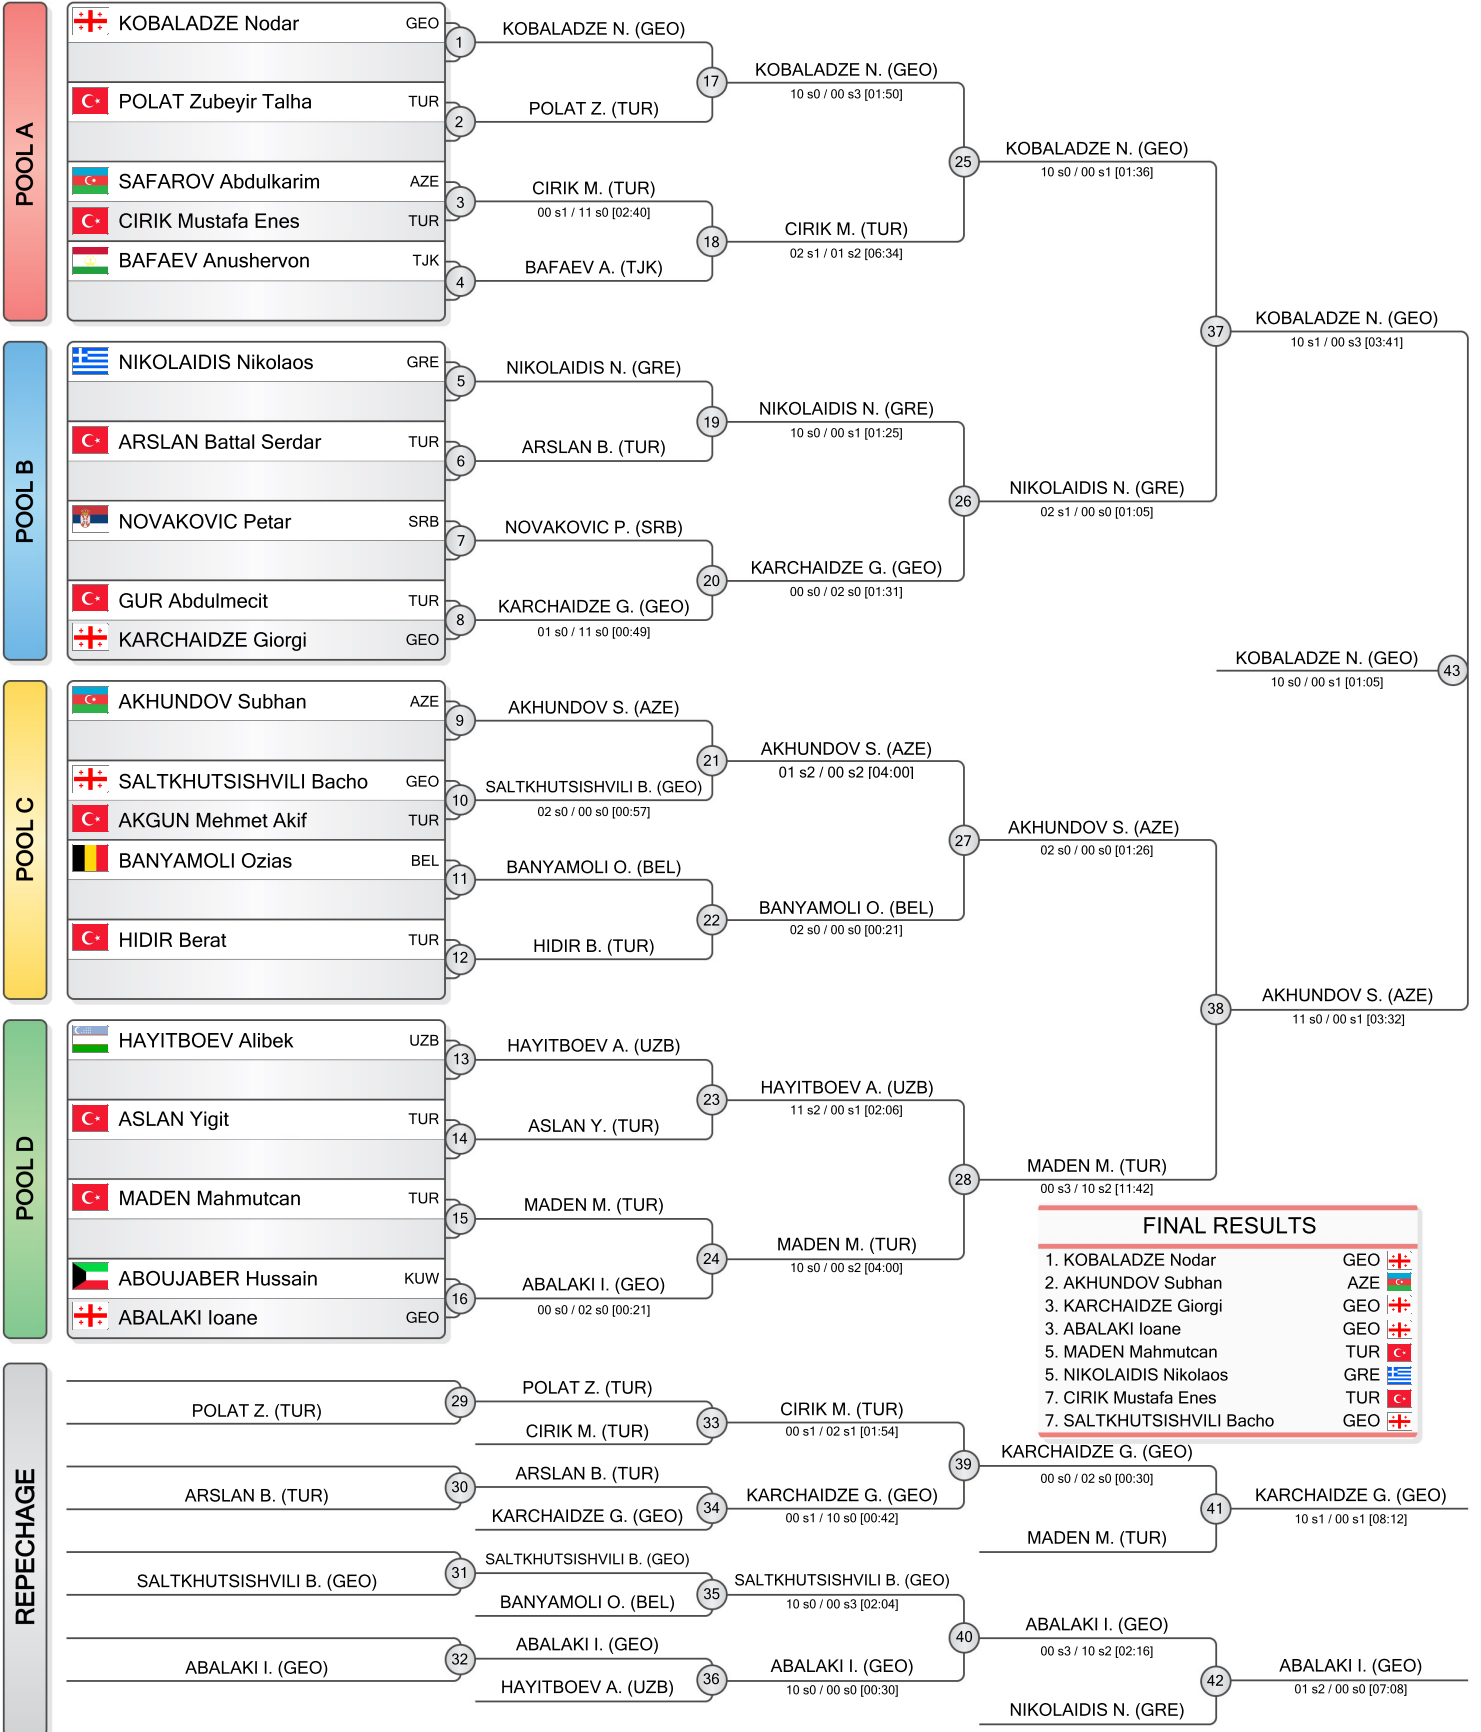 POOL A
KOBALADZE Nodar GEO
POLAT Zubeyir Talha TUR
SAFAROV Abdulkarim AZE
CIRIK Mustafa Enes TUR
BAFAEV Anushervon TJK
1
2
3
4
KOBALADZE N. (GEO)
POLAT Z. (TUR)
CIRIK M. (TUR)
00 s1 / 11 s0 [02:40]
BAFAEV A. (TJK)
17
18
KOBALADZE N. (GEO)
10 s0 / 00 s3 [01:50]
CIRIK M. (TUR)
02 s1 / 01 s2 [06:34]
25
KOBALADZE N. (GEO)
10 s0 / 00 s1 [01:36]
POOL B
NIKOLAIDIS Nikolaos GRE
ARSLAN Battal Serdar TUR
NOVAKOVIC Petar SRB
GUR Abdulmecit TUR
KARCHAIDZE Giorgi GEO
5
6
7
8
NIKOLAIDIS N. (GRE)
ARSLAN B. (TUR)
NOVAKOVIC P. (SRB)
KARCHAIDZE G. (GEO)
01 s0 / 11 s0 [00:49]
19
20
NIKOLAIDIS N. (GRE)
10 s0 / 00 s1 [01:25]
KARCHAIDZE G. (GEO)
00 s0 / 02 s0 [01:31]
26
NIKOLAIDIS N. (GRE)
02 s1 / 00 s0 [01:05]
37
KOBALADZE N. (GEO)
10 s1 / 00 s3 [03:41]
KOBALADZE N. (GEO)
10 s0 / 00 s1 [01:05]
43
POOL C
AKHUNDOV Subhan AZE
SALTKHUTSISHVILI Bacho GEO
AKGUN Mehmet Akif TUR
BANYAMOLI Ozias BEL
HIDIR Berat TUR
9
10
11
12
AKHUNDOV S. (AZE)
SALTKHUTSISHVILI B. (GEO)
02 s0 / 00 s0 [00:57]
BANYAMOLI O. (BEL)
HIDIR B. (TUR)
21
22
AKHUNDOV S. (AZE)
01 s2 / 00 s2 [04:00]
BANYAMOLI O. (BEL)
02 s0 / 00 s0 [00:21]
27
AKHUNDOV S. (AZE)
02 s0 / 00 s0 [01:26]
POOL D
HAYITBOEV Alibek UZB
ASLAN Yigit TUR
MADEN Mahmutcan TUR
ABOUJABER Hussain KUW
ABALAKI Ioane GEO
13
14
15
16
HAYITBOEV A. (UZB)
ASLAN Y. (TUR)
MADEN M. (TUR)
ABALAKI I. (GEO)
00 s0 / 02 s0 [00:21]
23
24
HAYITBOEV A. (UZB)
11 s2 / 00 s1 [02:06]
MADEN M. (TUR)
10 s0 / 00 s2 [04:00]
28
MADEN M. (TUR)
00 s3 / 10 s2 [11:42]
38
AKHUNDOV S. (AZE)
11 s0 / 00 s1 [03:32]
FINAL RESULTS
1. KOBALADZE Nodar GEO
2. AKHUNDOV Subhan AZE
3. KARCHAIDZE Giorgi GEO
3. ABALAKI Ioane GEO
5. MADEN Mahmutcan TUR
5. NIKOLAIDIS Nikolaos GRE
7. CIRIK Mustafa Enes TUR
7. SALTKHUTSISHVILI Bacho GEO
REPECHAGE
POLAT Z. (TUR)
ARSLAN B. (TUR)
SALTKHUTSISHVILI B. (GEO)
ABALAKI I. (GEO)
29
30
31
32
POLAT Z. (TUR)
CIRIK M. (TUR)
ARSLAN B. (TUR)
KARCHAIDZE G. (GEO)
SALTKHUTSISHVILI B. (GEO)
BANYAMOLI O. (BEL)
ABALAKI I. (GEO)
HAYITBOEV A. (UZB)
33
34
35
36
CIRIK M. (TUR)
00 s1 / 02 s1 [01:54]
KARCHAIDZE G. (GEO)
00 s1 / 10 s0 [00:42]
SALTKHUTSISHVILI B. (GEO)
10 s0 / 00 s3 [02:04]
ABALAKI I. (GEO)
10 s0 / 00 s0 [00:30]
39
40
KARCHAIDZE G. (GEO)
00 s0 / 02 s0 [00:30]
MADEN M. (TUR)
ABALAKI I. (GEO)
00 s3 / 10 s2 [02:16]
NIKOLAIDIS N. (GRE)
41
42
KARCHAIDZE G. (GEO)
10 s1 / 00 s1 [08:12]
ABALAKI I. (GEO)
01 s2 / 00 s0 [07:08]